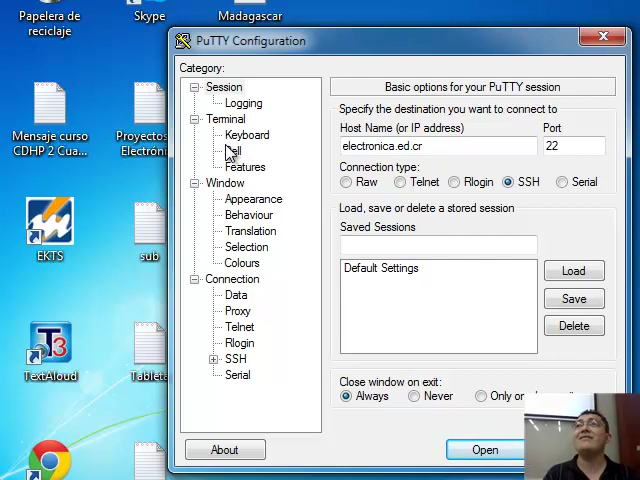 Papelera de
reciclaje
Skype
Madagascar
Mensaje curso
CDHP 2 Cua...
Proyectos
Electróni
EKTS
sub
TextAloud
Tableta
PuTTY Configuration
Category:
Session
Logging
Terminal
Keyboard
Features
Window
Appearance
Behaviour
Translation
Selection
Colours
Connection
Data
Proxy
Telnet
Rlogin
SSH
Serial
About
Basic options for your PuTTY session
Specify the destination you want to connect to
Host Name (or IP address) Port
electronica.ed.cr 22
Connection type:
Raw Telnet Rlogin SSH Serial
Load, save or delete a stored session
Saved Sessions
Default Settings
Load
Save
Delete
Close window on exit:
Always Never Only on
Open